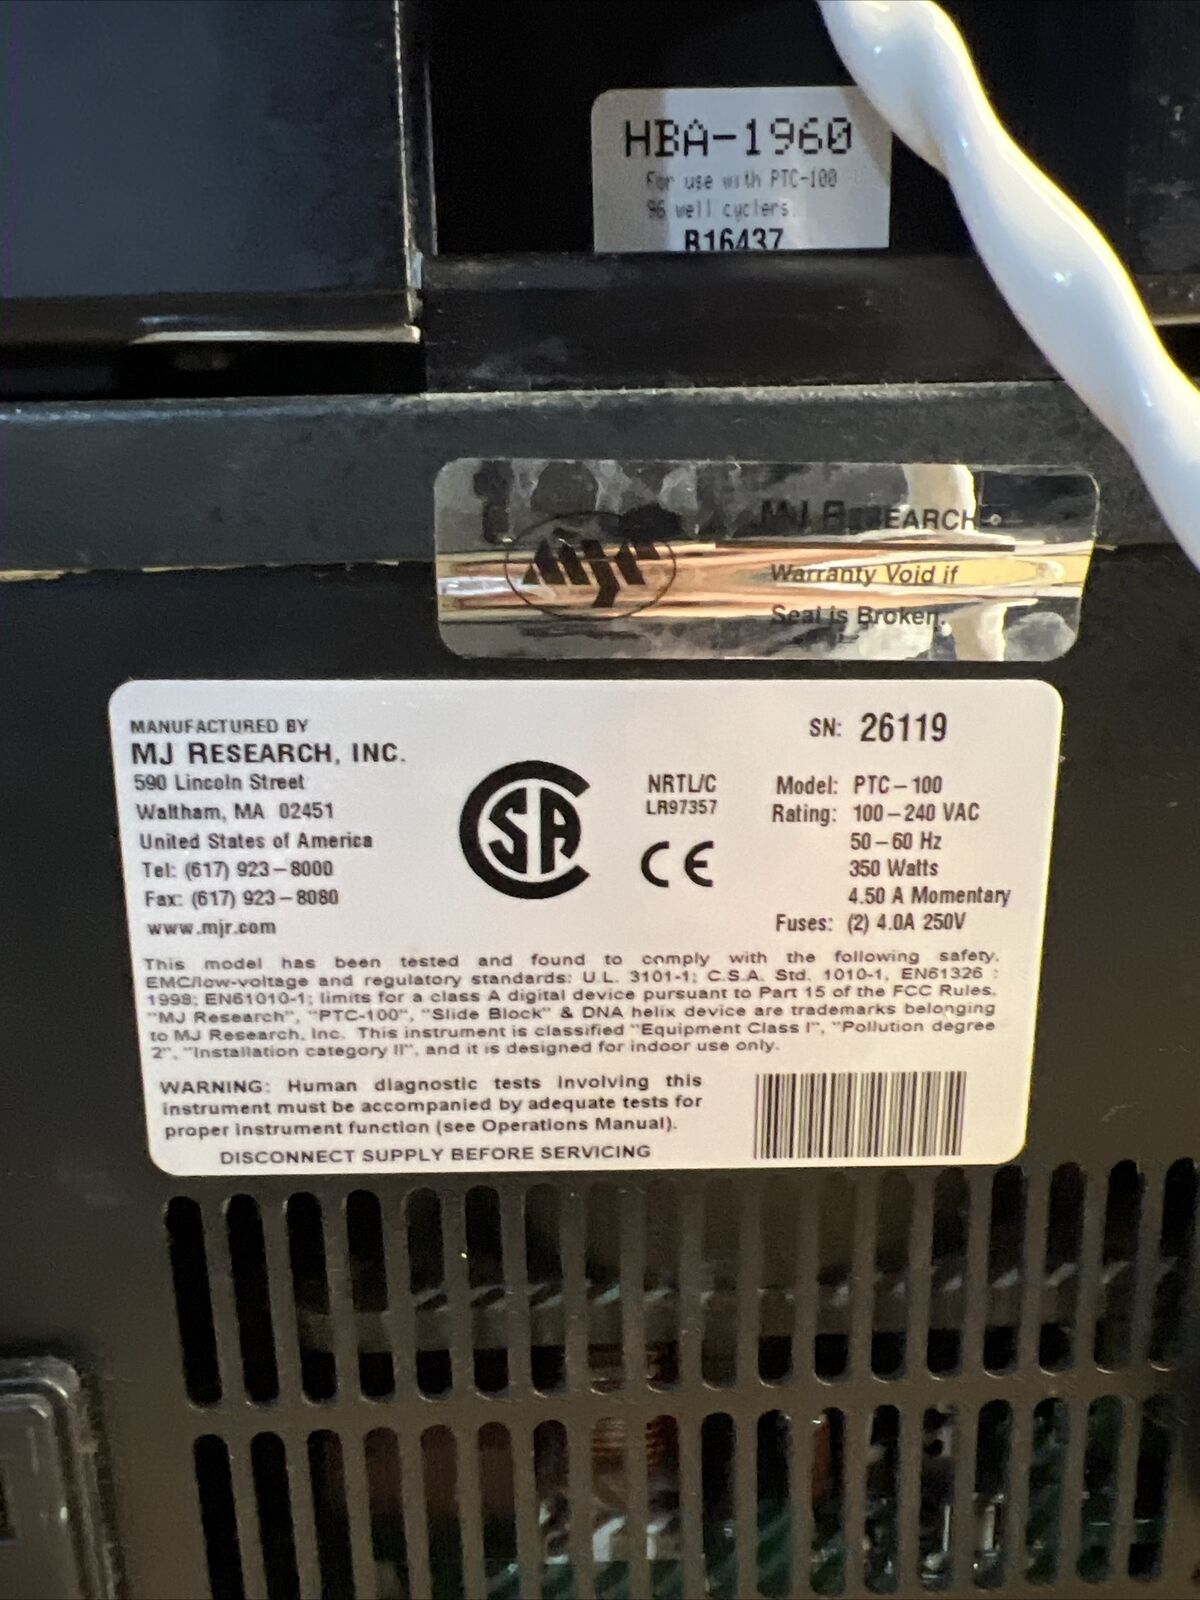 HBA-1960
For use with PTC-100
96 well cyclers.
B16437
MJR
MJ RESEARCH
Warranty Void if
Seal is Broken.
MANUFACTURED BY
MJ RESEARCH, INC.
590 Lincoln Street
Waltham, MA 02451
United States of America
Tel: (617) 923-8000
Fax: (617) 923-8080
www.mjr.com
CSA
NRTL/C
LR97357
CE
SN: 26119
Model: PTC-100
Rating: 100-240 VAC
50-60 Hz
350 Watts
4.50 A Momentary
Fuses: (2) 4.0A 250V
This model has been tested and found to comply with the following safety,
EMC/low-voltage and regulatory standards: U.L. 3101-1; C.S.A. Std. 1010-1, EN61326 :
1998; EN61010-1; limits for a class A digital device pursuant to Part 15 of the FCC Rules.
"MJ Research", "PTC-100", "Slide Block" & DNA helix device are trademarks belonging
to MJ Research, Inc. This instrument is classified "Equipment Class I", "Pollution degree
2", "Installation category II", and it is designed for indoor use only.
WARNING: Human diagnostic tests involving this
instrument must be accompanied by adequate tests for
proper instrument function (see Operations Manual).
DISCONNECT SUPPLY BEFORE SERVICING